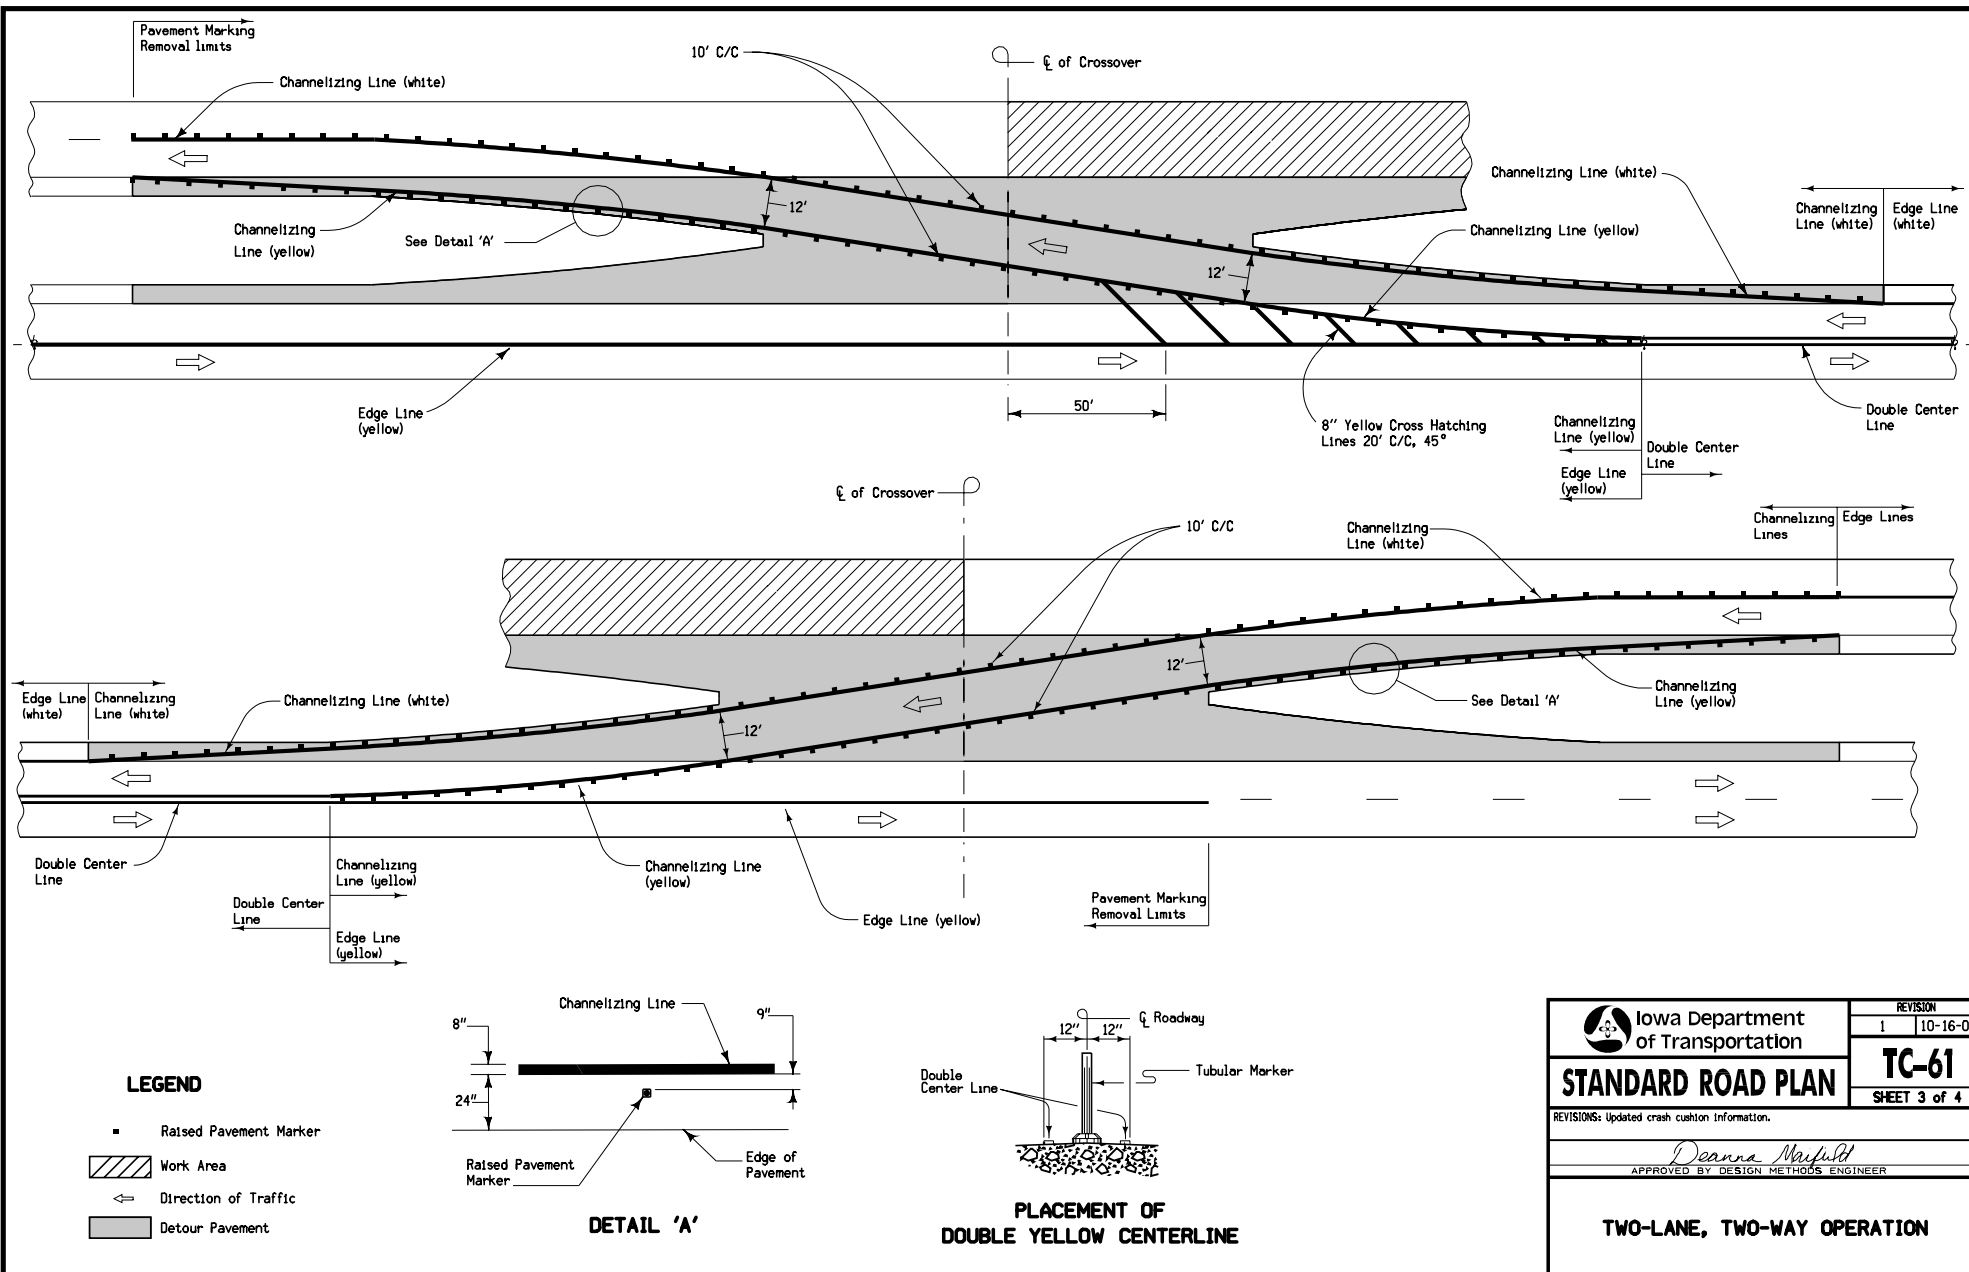 Pavement Marking
Removal limits
Channelizing Line (white)
10' C/C
℄ of Crossover
Channelizing Line (white)
Channelizing
Line (white)
Edge Line
(white)
12'
Channelizing
Line (yellow)
See Detail 'A'
Channelizing Line (yellow)
12'
Edge Line
(yellow)
50'
8" Yellow Cross Hatching
Lines 20' C/C, 45°
Channelizing
Line (yellow)
Double Center
Line
Edge Line
(yellow)
Double Center
Line
℄ of Crossover
10' C/C
Channelizing
Line (white)
Channelizing
Lines
Edge Lines
Edge Line
(white)
Channelizing
Line (white)
Channelizing Line (white)
12'
12'
See Detail 'A'
Channelizing
Line (yellow)
Double Center
Line
Channelizing
Line (yellow)
Double Center
Line
Edge Line
(yellow)
Channelizing Line
(yellow)
Edge Line (yellow)
Pavement Marking
Removal Limits
LEGEND
Raised Pavement Marker
Work Area
Direction of Traffic
Detour Pavement
Channelizing Line
8"
9"
24"
Raised Pavement
Marker
Edge of
Pavement
DETAIL 'A'
℄ Roadway
12" 12"
Double
Center Line
Tubular Marker
PLACEMENT OF
DOUBLE YELLOW CENTERLINE
Iowa Department
of Transportation
STANDARD ROAD PLAN
REVISION
1 10-16-0
TC-61
SHEET 3 of 4
REVISIONS: Updated crash cushion information.
Deanna Maifield
APPROVED BY DESIGN METHODS ENGINEER
TWO-LANE, TWO-WAY OPERATION